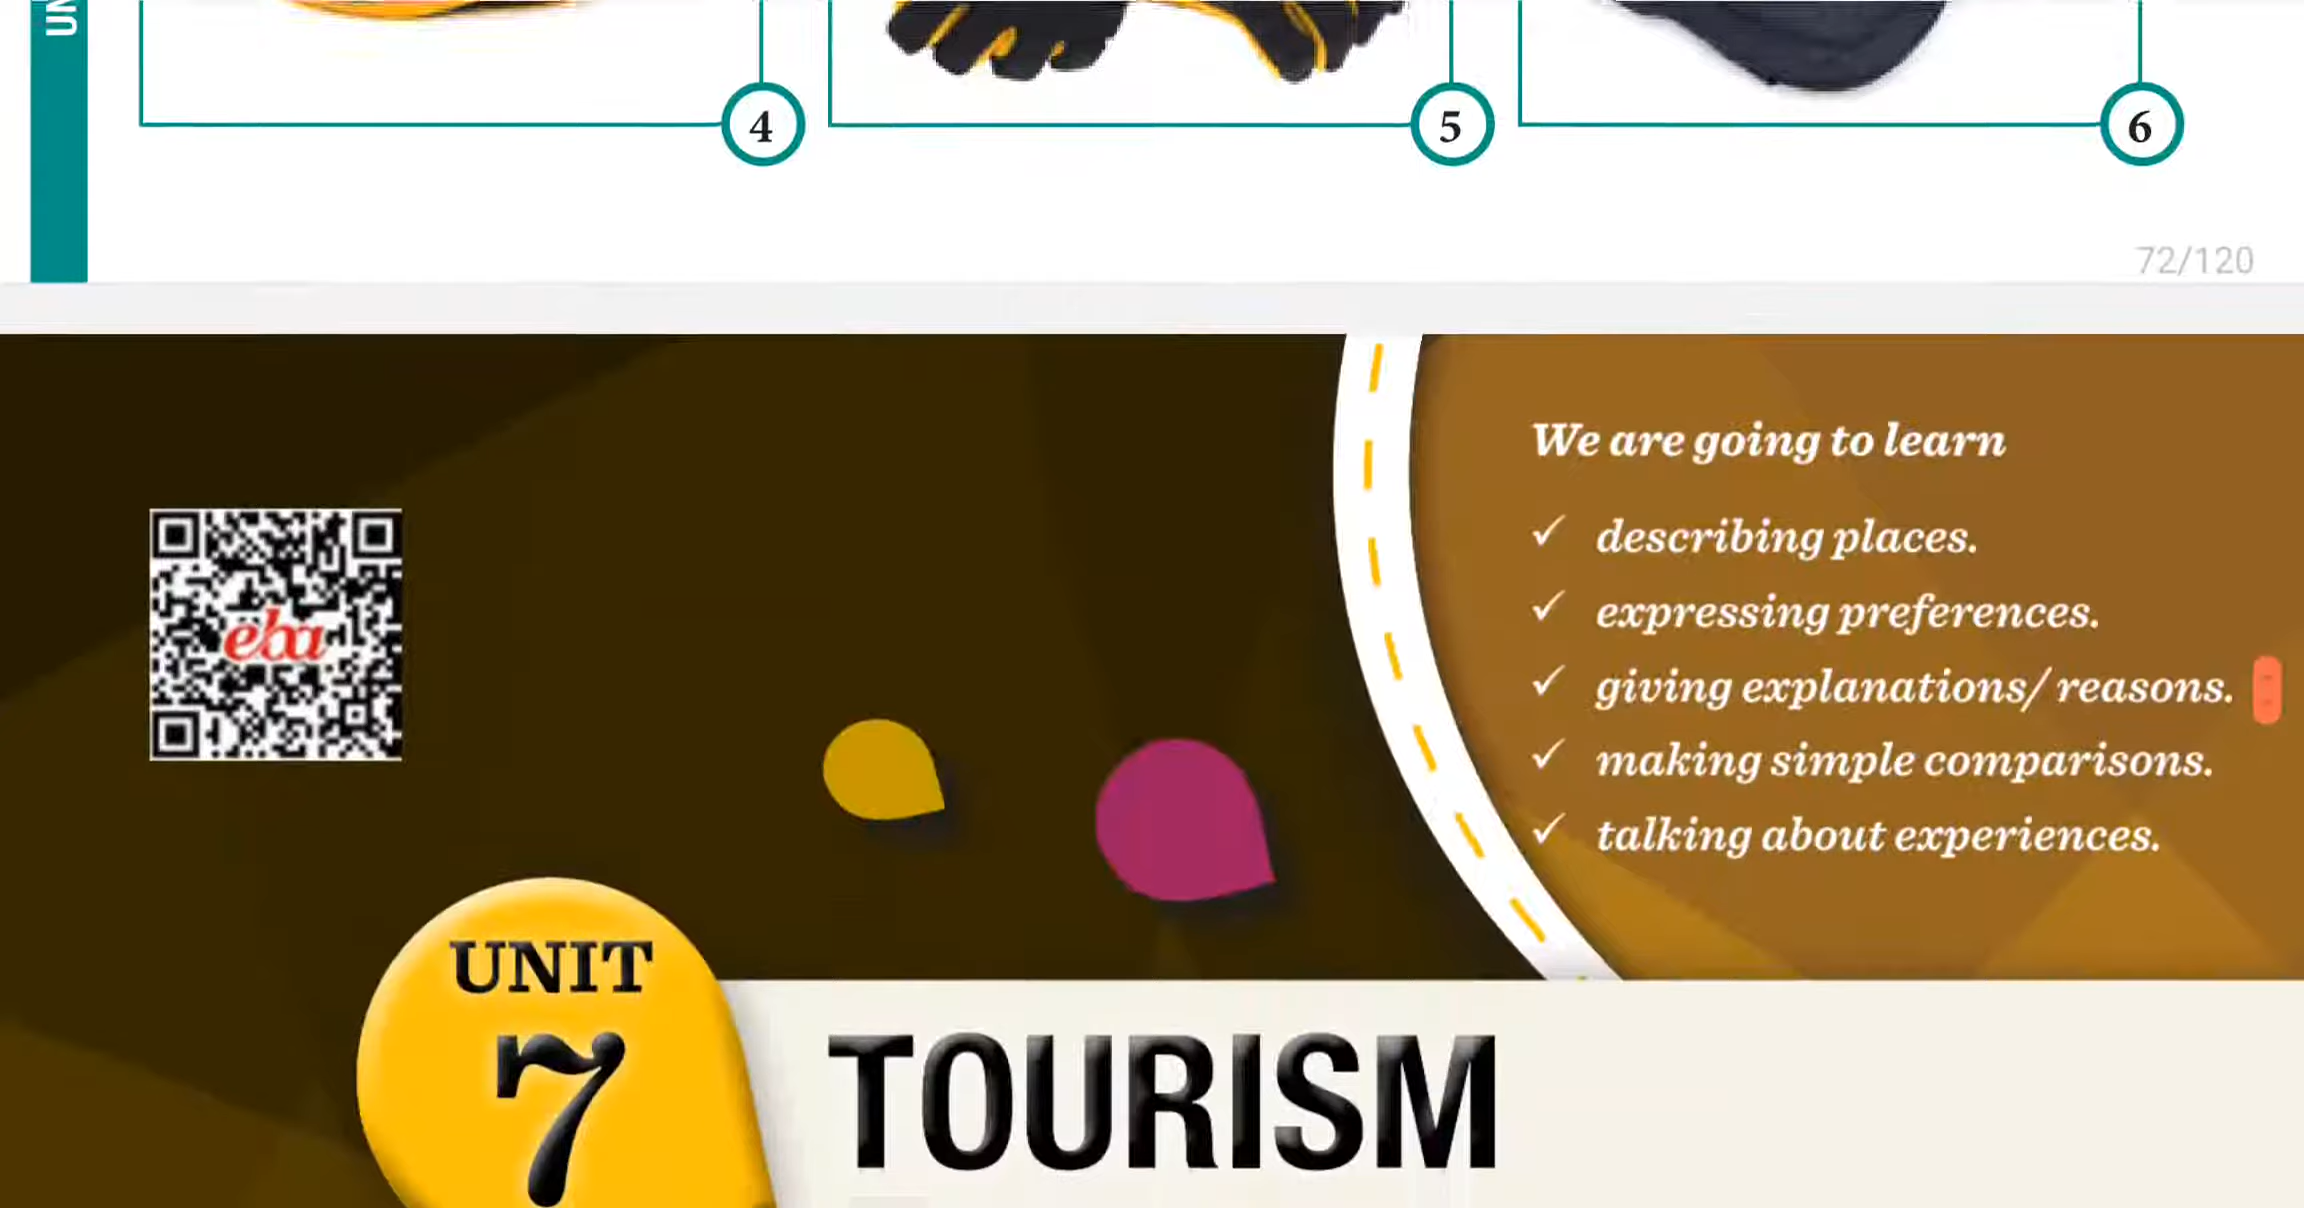 UN
4
5
6
72/120
We are going to learn
✓ describing places.
✓ expressing preferences.
✓ giving explanations/ reasons.
✓ making simple comparisons.
✓ talking about experiences.
eba
UNIT
7
TOURISM